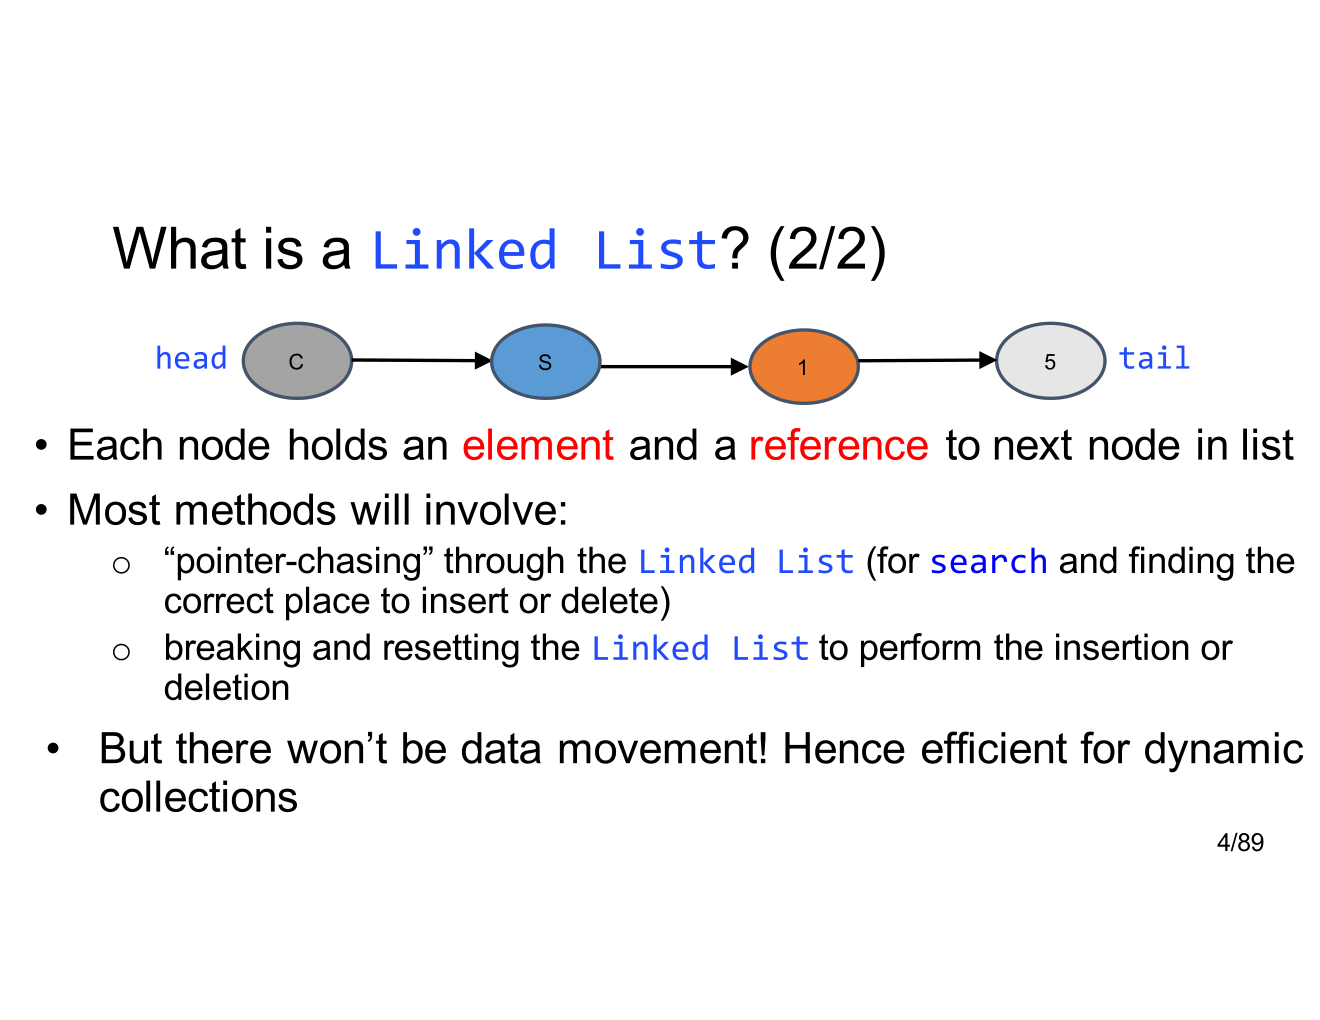 What is a Linked List? (2/2)
head C S 1 5 tail
• Each node holds an element and a reference to next node in list
• Most methods will involve:
o “pointer-chasing” through the Linked List (for search and finding the
correct place to insert or delete)
o breaking and resetting the Linked List to perform the insertion or
deletion
• But there won’t be data movement! Hence efficient for dynamic
collections
4/89